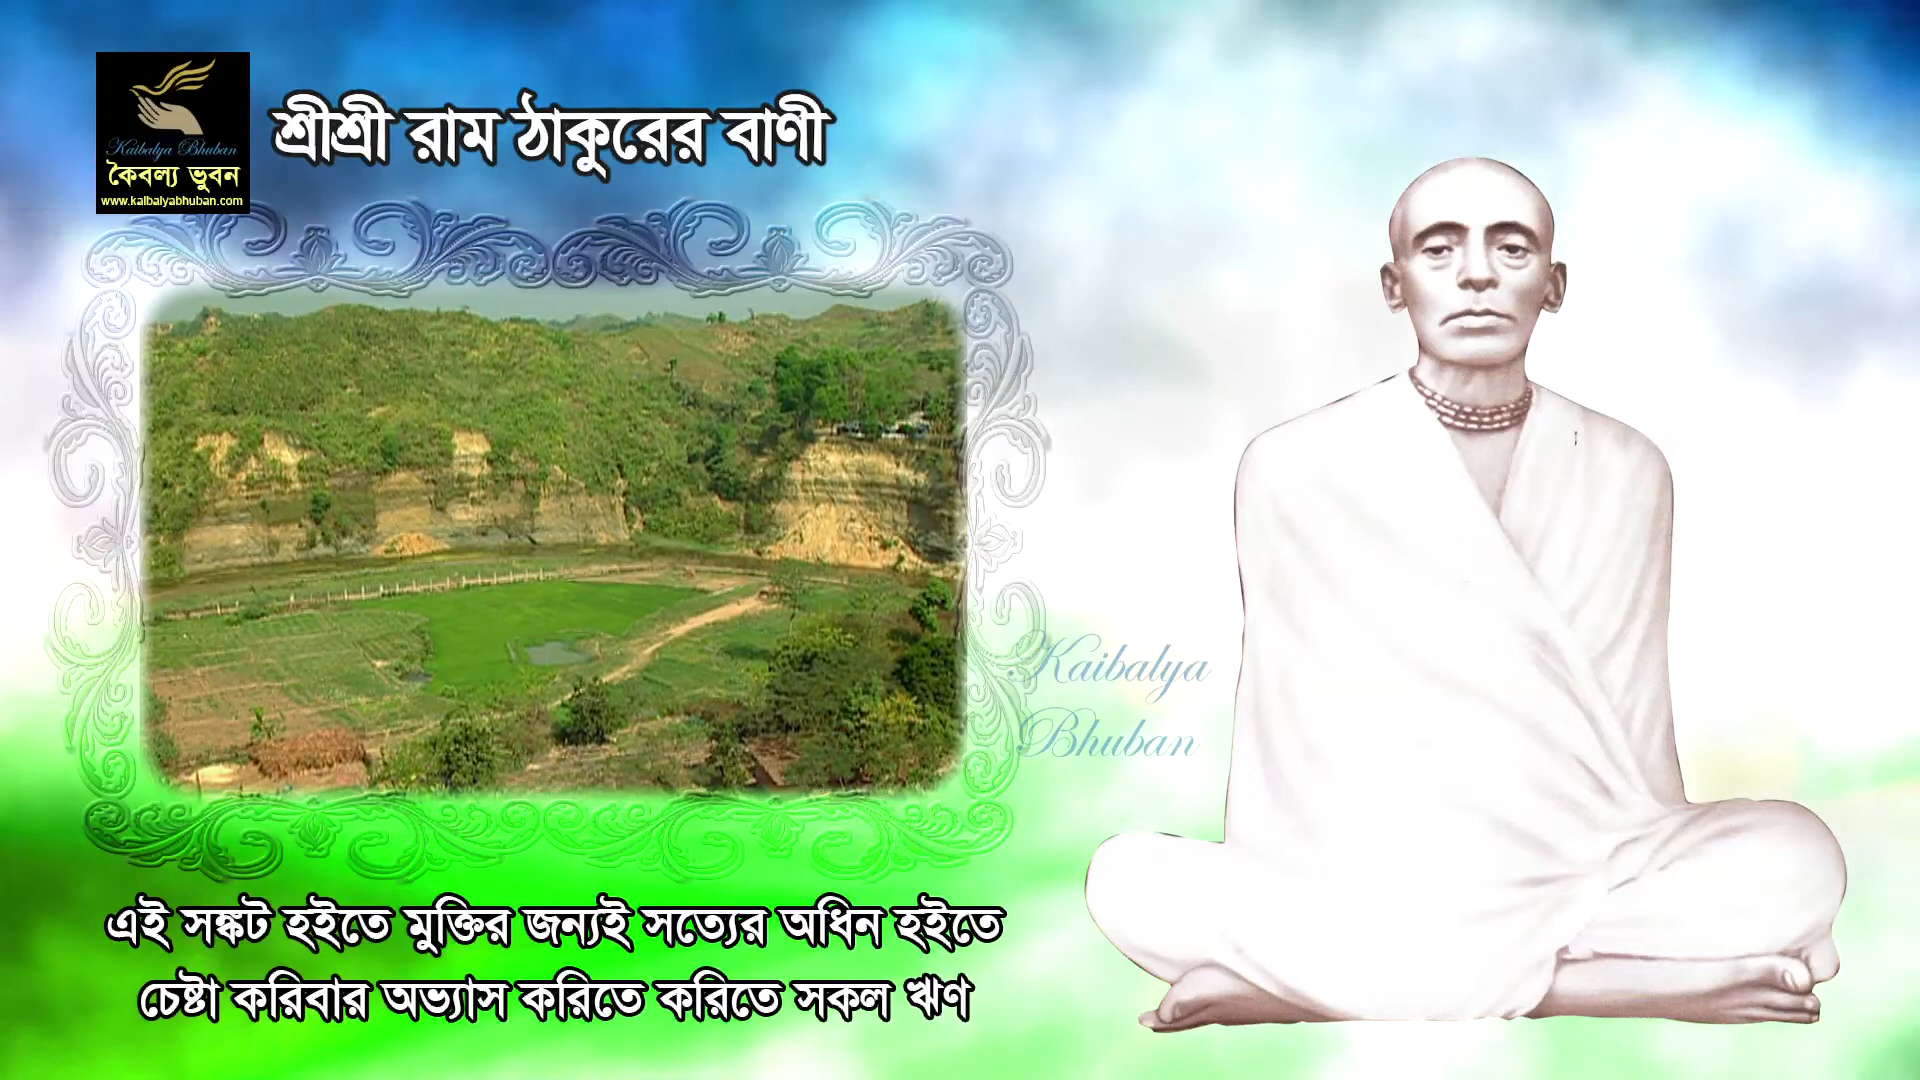 Kaibalya Bhuban
কৈবল্য ভুবন
www.kaibalyabhuban.com
শ্রীশ্রী রাম ঠাকুরের বাণী
Kaibalya
Bhuban
এই সঙ্কট হইতে মুক্তির জন্যই সত্যের অধিন হইতে
চেষ্টা করিবার অভ্যাস করিতে করিতে সকল ঋণ